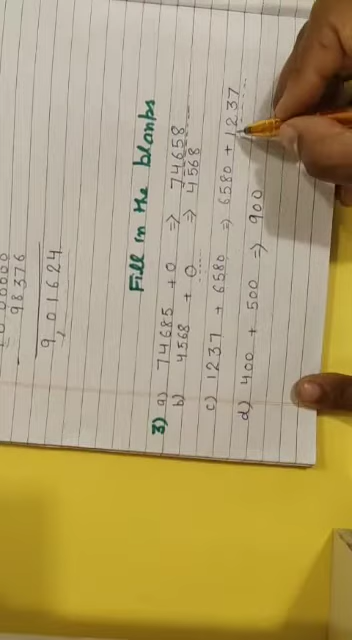 98376
9,01624
Fill in the blanks
3) a) 74685 + 0 ⇒ 74658
b) 4568 + 0 ⇒ 4568
c) 1237 + 6580 ⇒ 6580 + 1237
d) 400 + 500 ⇒ 900